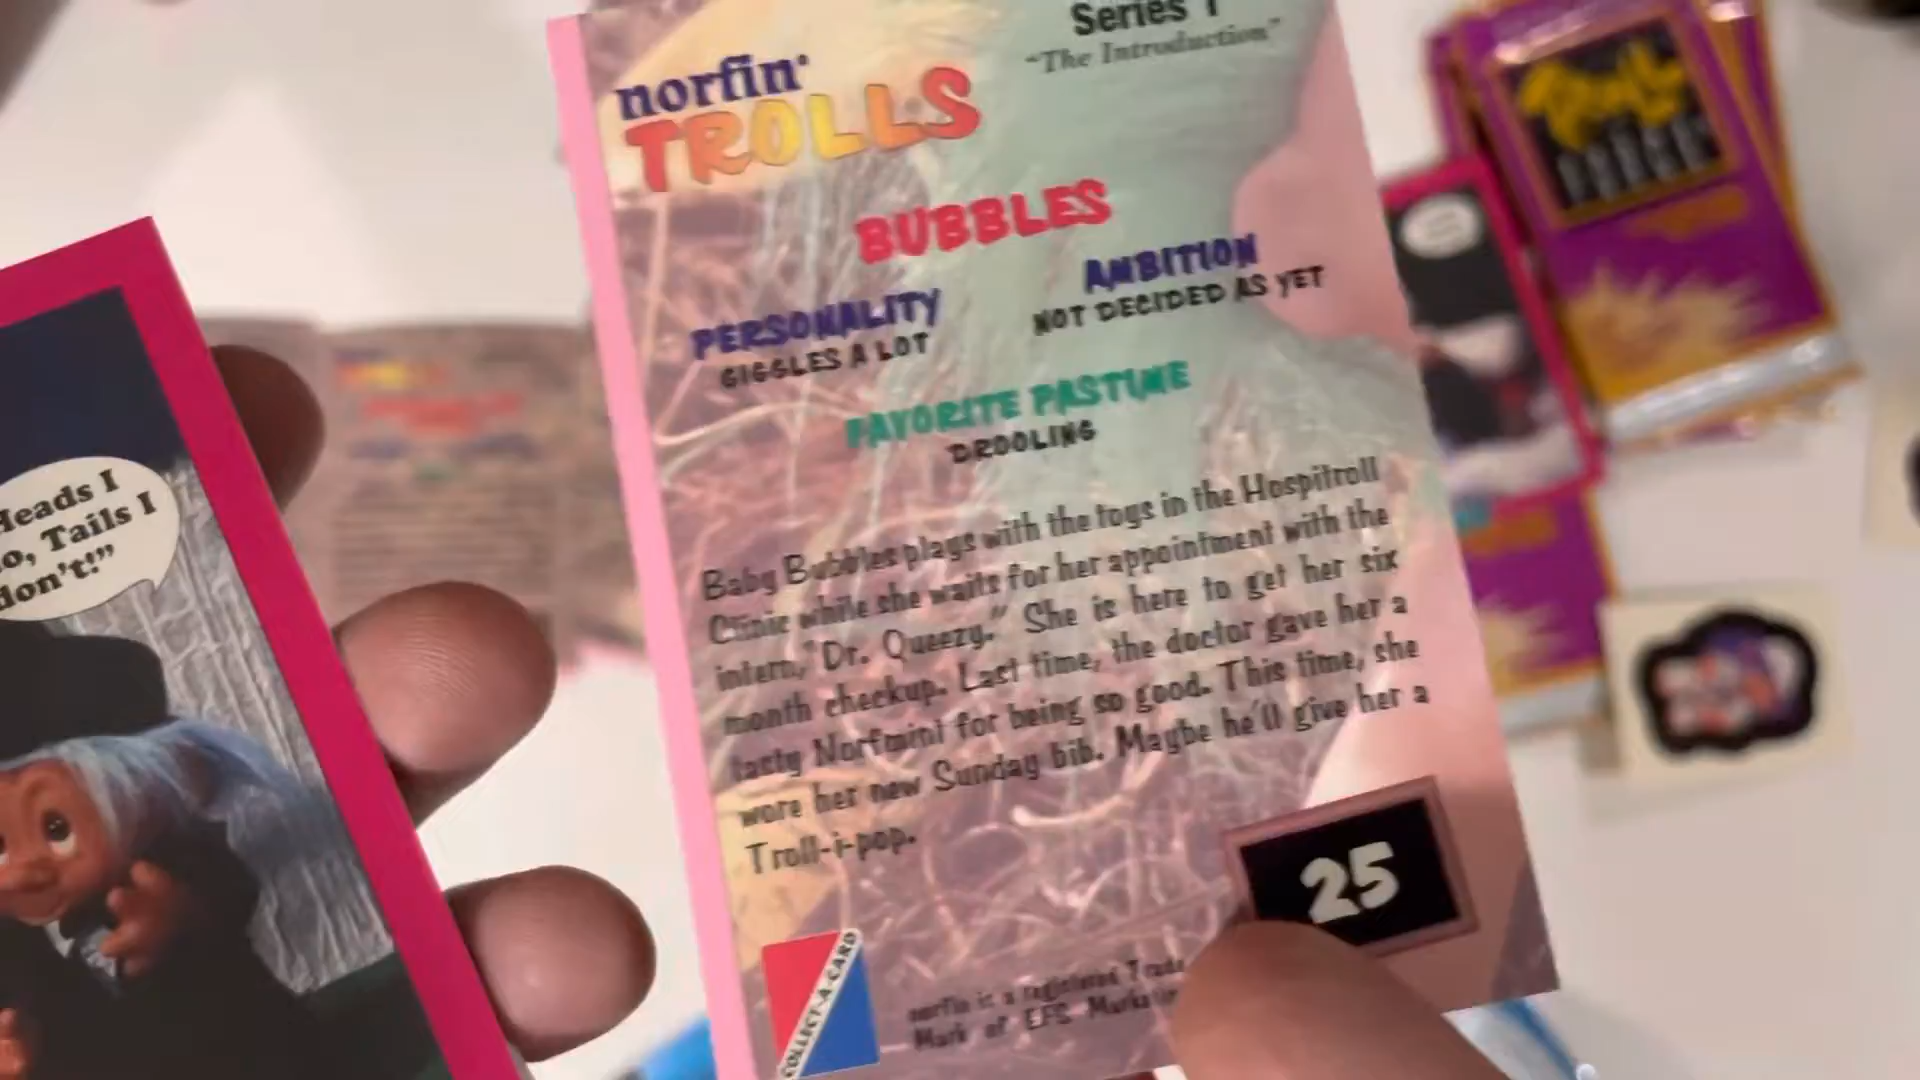 Series 1
"The Introduction"
norfin®
TROLLS
BUBBLES
PERSONALITY
GIGGLES A LOT
AMBITION
NOT DECIDED AS YET
FAVORITE PASTIME
DROOLING
Baby Bubbles plays with the toys in the Hospitroll
Clinic while she waits for her appointment with the
intern, "Dr. Queezy." She is here to get her six
month checkup. Last time, the doctor gave her a
tasty Norfmint for being so good. This time, she
wore her new Sunday bib. Maybe he'll give her a
Troll-i-pop.
25
COLLECT-A-CARD
norfin is a registered Trade
Mark of EFS
Heads I
Tails I
don't!"